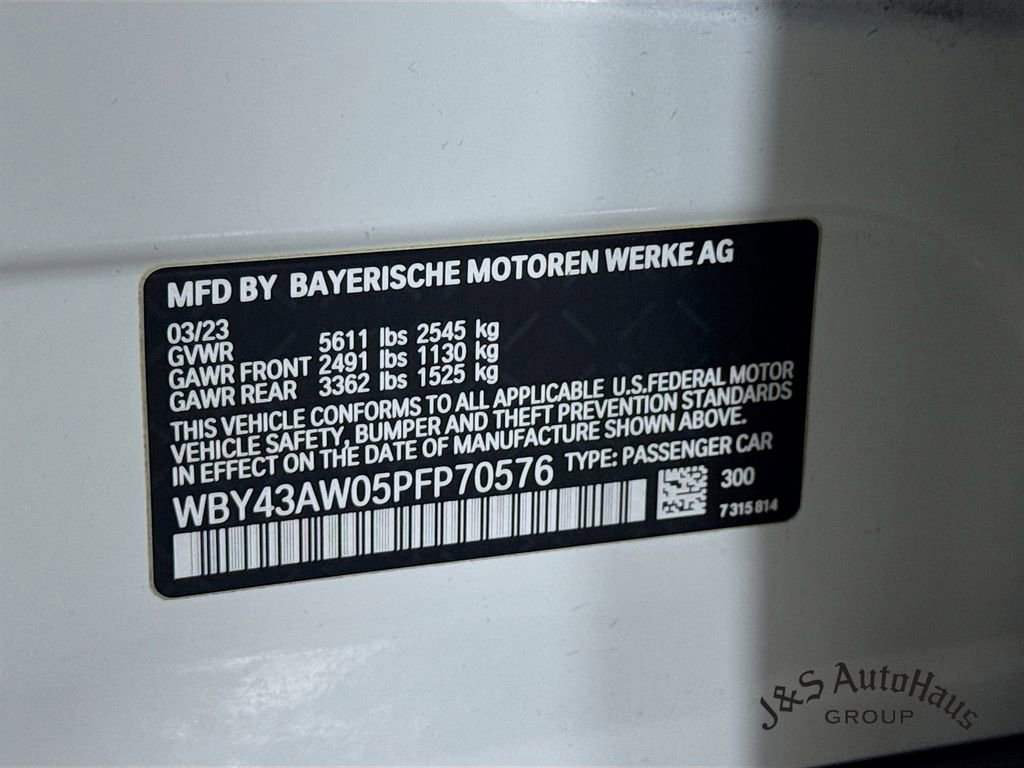 MFD BY BAYERISCHE MOTOREN WERKE AG
03/23
GVWR 5611 lbs 2545 kg
GAWR FRONT 2491 lbs 1130 kg
GAWR REAR 3362 lbs 1525 kg
THIS VEHICLE CONFORMS TO ALL APPLICABLE U.S.FEDERAL MOTOR
VEHICLE SAFETY, BUMPER AND THEFT PREVENTION STANDARDS
IN EFFECT ON THE DATE OF MANUFACTURE SHOWN ABOVE.
WBY43AW05PFP70576 TYPE: PASSENGER CAR
300
7315814
J&S AutoHaus
GROUP